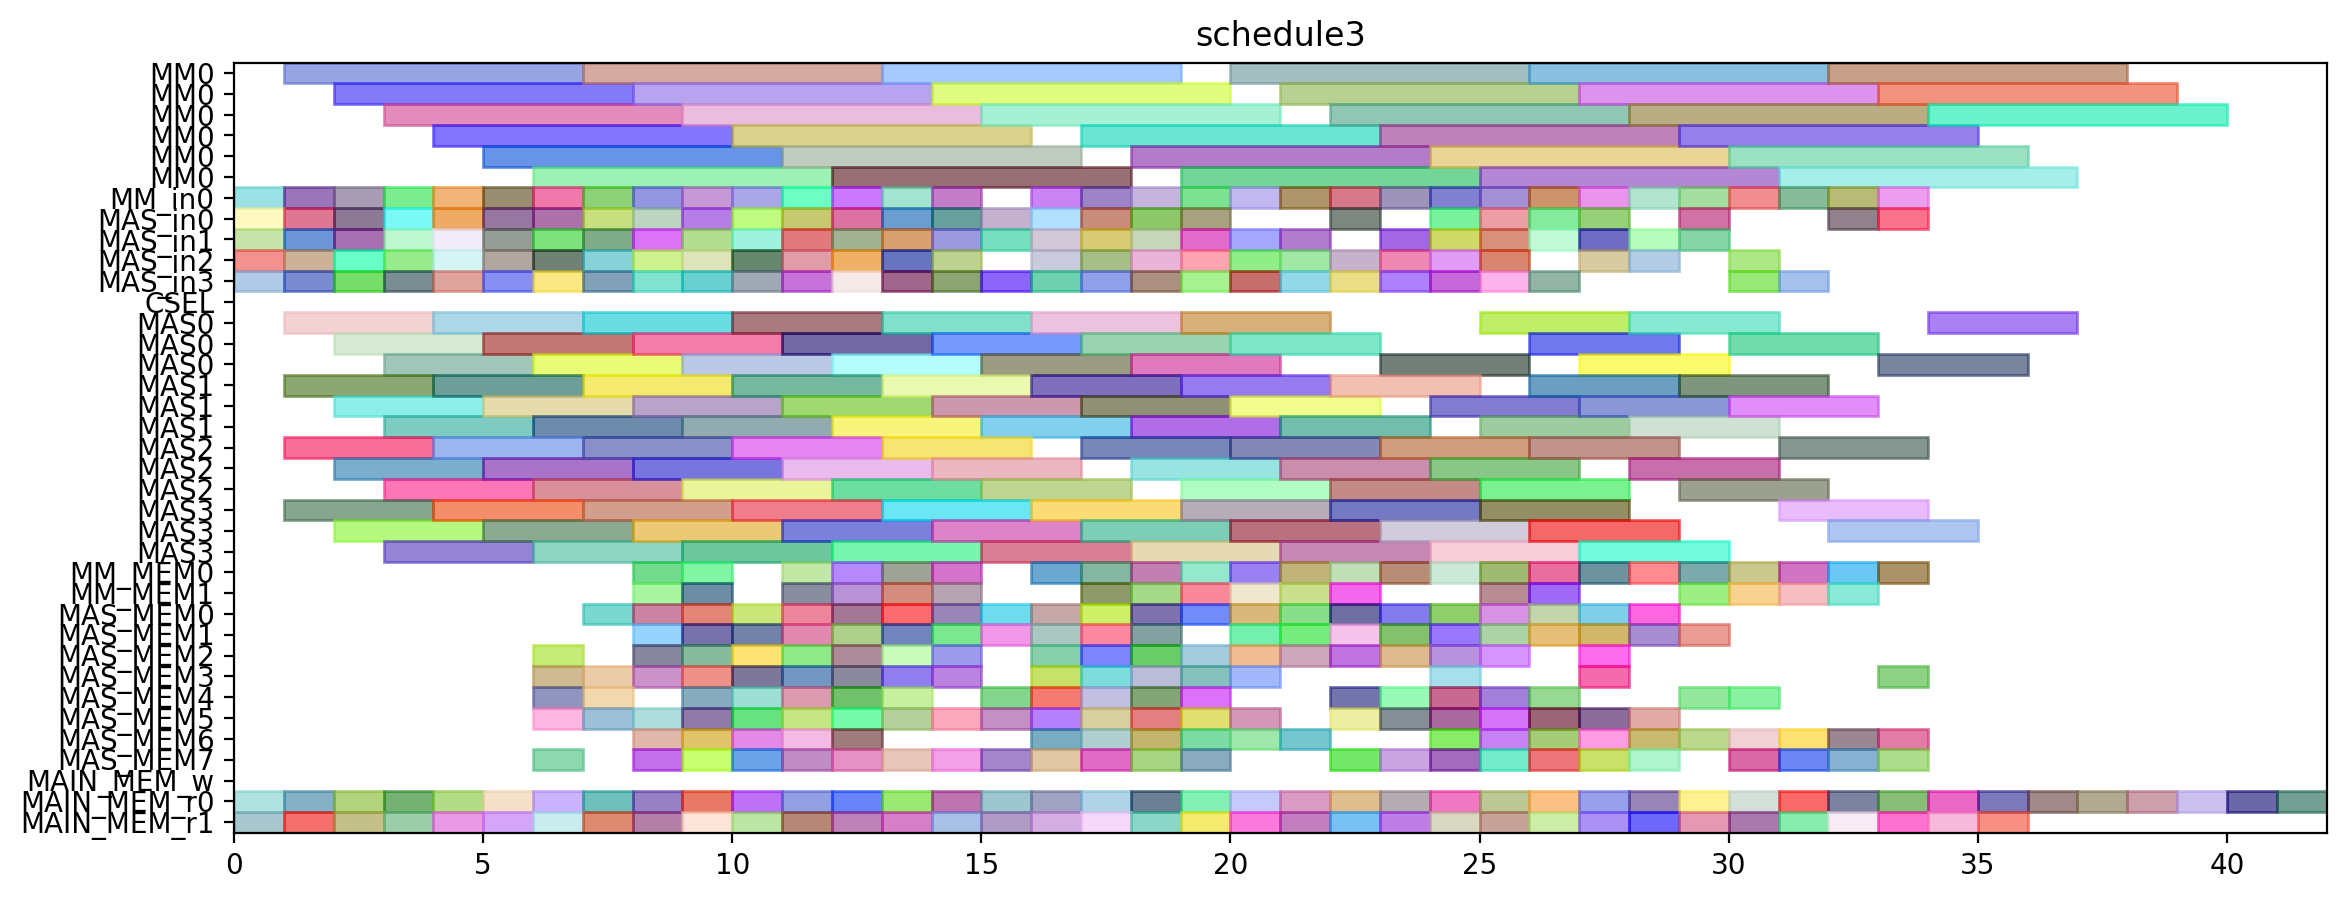 schedule3
MM0
MM0
MM0
MM0
MM0
MM0
MM_in0
MAS_in0
MAS_in1
MAS_in2
MAS_in3
CSEL
MAS0
MAS0
MAS0
MAS1
MAS1
MAS1
MAS2
MAS2
MAS2
MAS3
MAS3
MAS3
MM_MEM0
MM_MEM1
MAS_MEM0
MAS_MEM1
MAS_MEM2
MAS_MEM3
MAS_MEM4
MAS_MEM5
MAS_MEM6
MAS_MEM7
MAIN_MEM_w
MAIN_MEM_r0
MAIN_MEM_r1
0 5 10 15 20 25 30 35 40